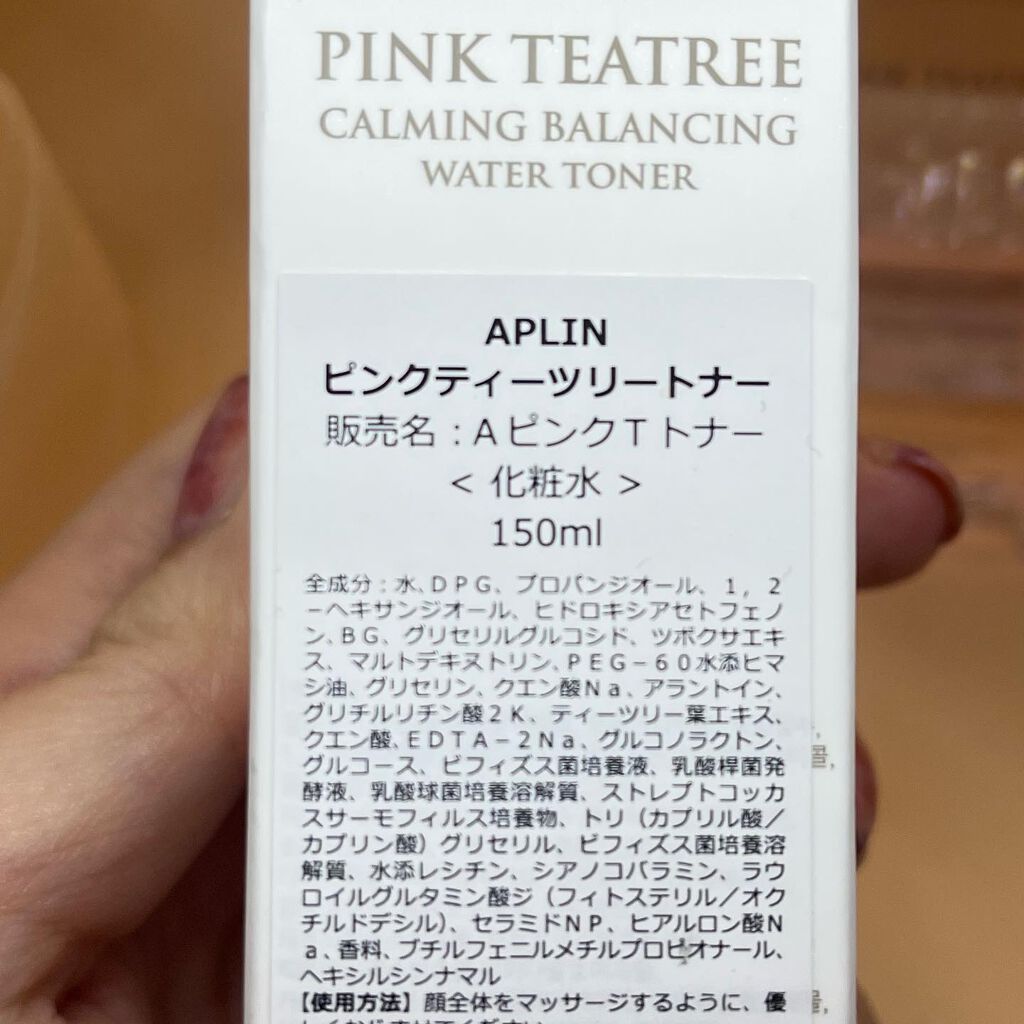 PINK TEATREE
CALMING BALANCING
WATER TONER
APLIN
ピンクティーツリートナー
販売名：AピンクTトナー
< 化粧水 >
150ml
全成分：水、DPG、プロパンジオール、1，2
-ヘキサンジオール、ヒドロキシアセトフェノ
ン、BG、グリセリルグルコシド、ツボクサエキ
ス、マルトデキストリン、PEG-60水添ヒマ
シ油、グリセリン、クエン酸Na、アラントイン、
グリチルリチン酸2K、ティーツリー葉エキス、
クエン酸、EDTA-2Na、グルコノラクトン、
グルコース、ビフィズス菌培養液、乳酸桿菌発
酵液、乳酸球菌培養溶解質、ストレプトコッカ
スサーモフィルス培養物、トリ（カプリル酸／
カプリン酸）グリセリル、ビフィズス菌培養溶
解質、水添レシチン、シアノコバラミン、ラウ
ロイルグルタミン酸ジ（フィトステリル／オク
チルドデシル）、セラミドNP、ヒアルロン酸N
a、香料、ブチルフェニルメチルプロピオナール、
ヘキシルシンナマル
【使用方法】顔全体をマッサージするように、優